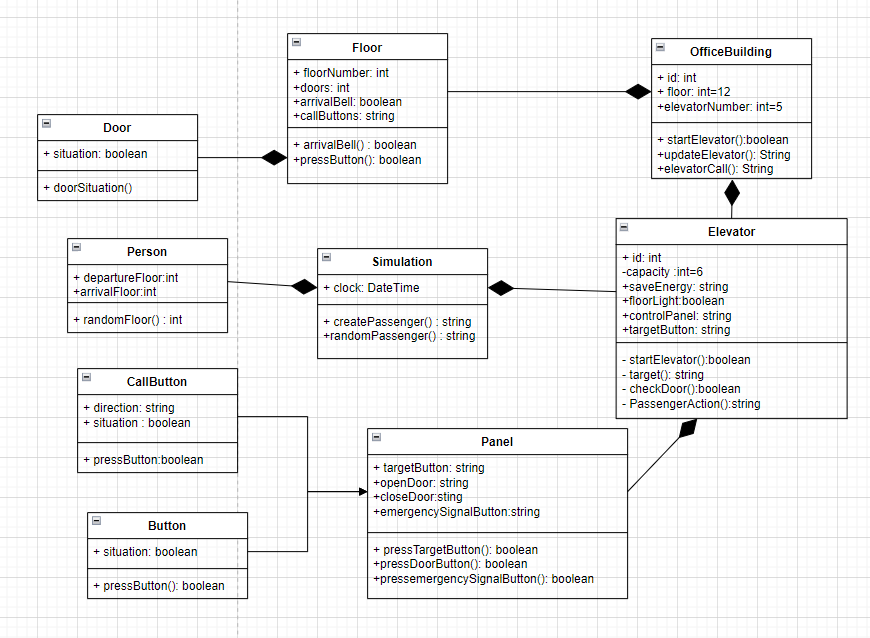 Floor
+ floorNumber: int
+doors: int
+arrivalBell: boolean
+callButtons: string
+ arrivalBell() : boolean
+pressButton(): boolean
OfficeBuilding
+ id: int
+ floor: int=12
+elevatorNumber: int=5
+ startElevator():boolean
+updateElevator(): String
+elevatorCall(): String
Door
+ situation: boolean
+ doorSituation()
Person
+ departureFloor:int
+arrivalFloor:int
+ randomFloor() : int
Simulation
+ clock: DateTime
+ createPassenger() : string
+randomPassenger() : string
Elevator
+ id: int
-capacity :int=6
+saveEnergy: string
+floorLight:boolean
+controlPanel: string
+targetButton: string
- startElevator():boolean
- target(): string
- checkDoor():boolean
- PassengerAction():string
CallButton
+ direction: string
+ situation : boolean
+ pressButton:boolean
Panel
+ targetButton: string
+openDoor: string
+closeDoor:sting
+emergencySignalButton:string
+ pressTargetButton(): boolean
+pressDoorButton(): boolean
+pressemergencySignalButton(): boolean
Button
+ situation: boolean
+ pressButton(): boolean